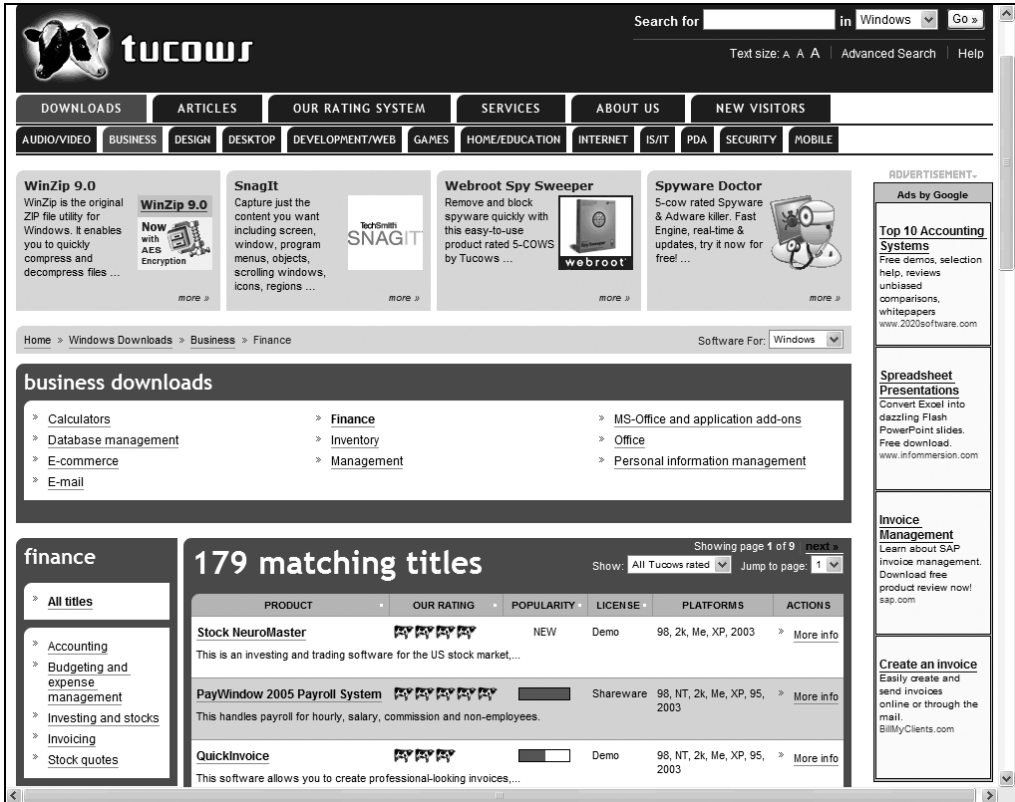 tucows
Search for in Windows Go »
Text size: A A A Advanced Search Help
DOWNLOADS ARTICLES OUR RATING SYSTEM SERVICES ABOUT US NEW VISITORS
AUDIO/VIDEO BUSINESS DESIGN DESKTOP DEVELOPMENT/WEB GAMES HOME/EDUCATION INTERNET IS/IT PDA SECURITY MOBILE
WinZip 9.0
WinZip is the original
ZIP file utility for
Windows. It enables
you to quickly
compress and
decompress files ...
WinZip 9.0
Now
with
AES
Encryption
more »
SnagIt
Capture just the
content you want
including screen,
window, program
menus, objects,
scrolling windows,
icons, regions ...
TechSmith
SNAGIT
more »
Webroot Spy Sweeper
Remove and block
spyware quickly with
this easy-to-use
product rated 5-COWS
by Tucows ...
webroot
more »
Spyware Doctor
5-cow rated Spyware
& Adware killer. Fast
Engine, real-time &
updates, try it now for
free! ...
more »
Home » Windows Downloads » Business » Finance
Software For: Windows
business downloads
» Calculators
» Database management
» E-commerce
» E-mail
» Finance
» Inventory
» Management
» MS-Office and application add-ons
» Office
» Personal information management
finance
» All titles
» Accounting
» Budgeting and
expense
management
» Investing and stocks
» Invoicing
» Stock quotes
179 matching titles
Showing page 1 of 9 next »
Show: All Tucows rated Jump to page: 1
PRODUCT OUR RATING POPULARITY LICENSE PLATFORMS ACTIONS
Stock NeuroMaster NEW Demo 98, 2k, Me, XP, 2003 » More info
This is an investing and trading software for the US stock market,...
PayWindow 2005 Payroll System Shareware 98, NT, 2k, Me, XP, 95, » More info
2003
This handles payroll for hourly, salary, commission and non-employees.
QuickInvoice Demo 98, NT, 2k, Me, XP, 95, » More info
2003
This software allows you to create professional-looking invoices,...
ADVERTISEMENT
Ads by Google
Top 10 Accounting
Systems
Free demos, selection
help, reviews
unbiased
comparisons,
whitepapers
www.2020software.com
Spreadsheet
Presentations
Convert Excel into
dazzling Flash
PowerPoint slides.
Free download.
www.infommersion.com
Invoice
Management
Learn about SAP
invoice management.
Download free
product review now!
sap.com
Create an invoice
Easily create and
send invoices
online or through the
mail.
BillMyClients.com